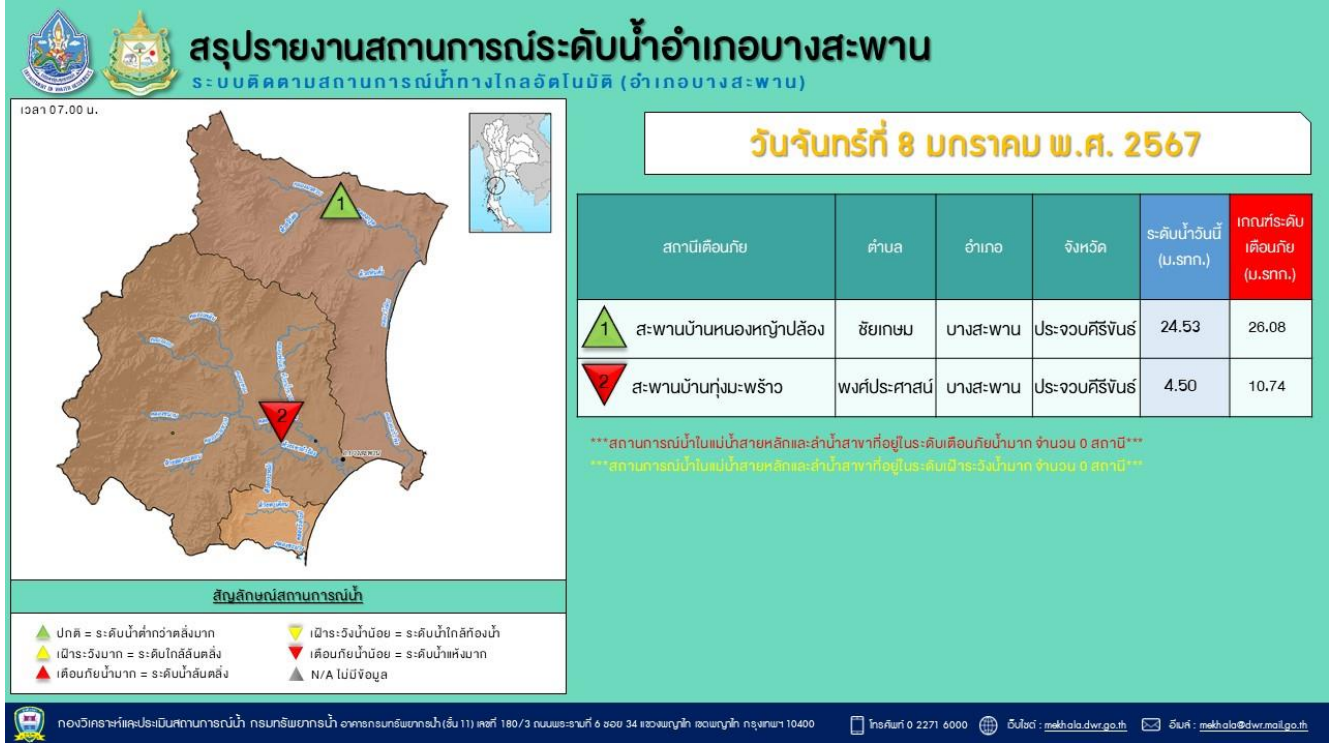 สรุปรายงานสถานการณ์ระดับน้ำอำเภอบางสะพาน
ระบบติดตามสถานการณ์น้ำทางไกลอัตโนมัติ (อำเภอบางสะพาน)
เวลา 07.00 น.
1
2
สัญลักษณ์สถานการณ์น้ำ
ปกติ = ระดับน้ำต่ำกว่าตลิ่งมาก
เฝ้าระวังน้ำน้อย = ระดับน้ำใกล้ท้องน้ำ
เฝ้าระวังมาก = ระดับใกล้ล้นตลิ่ง
เตือนภัยน้ำน้อย = ระดับน้ำแห้งมาก
เตือนภัยน้ำมาก = ระดับน้ำล้นตลิ่ง
N/A ไม่มีข้อมูล
วันจันทร์ที่ 8 มกราคม พ.ศ. 2567
สถานีเตือนภัย ตำบล อำเภอ จังหวัด ระดับน้ำวันนี้ (ม.รทก.) เกณฑ์ระดับเตือนภัย (ม.รทก.)
1 สะพานบ้านหนองหญ้าปล้อง ชัยเกษม บางสะพาน ประจวบคีรีขันธ์ 24.53 26.08
2 สะพานบ้านทุ่งมะพร้าว พงศ์ประศาสน์ บางสะพาน ประจวบคีรีขันธ์ 4.50 10.74
***สถานการณ์น้ำในแม่น้ำสายหลักและลำน้ำสาขาที่อยู่ในระดับเตือนภัยน้ำมาก จำนวน 0 สถานี***
***สถานการณ์น้ำในแม่น้ำสายหลักและลำน้ำสาขาที่อยู่ในระดับเฝ้าระวังน้ำมาก จำนวน 0 สถานี***
กองวิเคราะห์และประเมินสถานการณ์น้ำ กรมทรัพยากรน้ำ อาคารกรมทรัพยากรน้ำ (ชั้น 11) เลขที่ 180/3 ถนนพระรามที่ 6 ซอย 34 แขวงพญาไท เขตพญาไท กรุงเทพฯ 10400 โทรศัพท์ 0 2271 6000 เว็บไซต์ : mekhala.dwr.go.th อีเมล์ : mekhala@dwr.mail.go.th